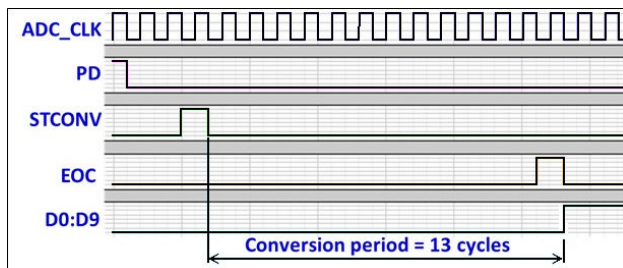 ADC_CLK
PD
STCONV
EOC
D0:D9
Conversion period = 13 cycles